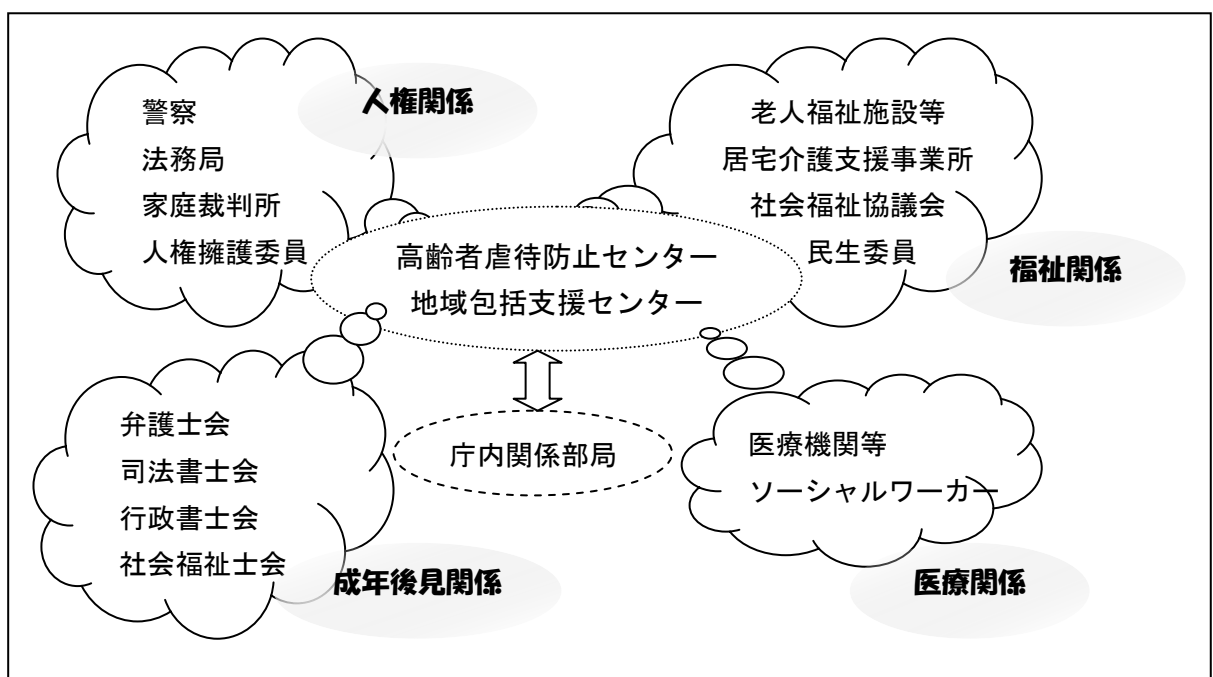 人権関係
警察
法務局
家庭裁判所
人権擁護委員
老人福祉施設等
居宅介護支援事業所
社会福祉協議会
民生委員
福祉関係
高齢者虐待防止センター
地域包括支援センター
庁内関係部局
弁護士会
司法書士会
行政書士会
社会福祉士会
成年後見関係
医療機関等
ソーシャルワーカー
医療関係